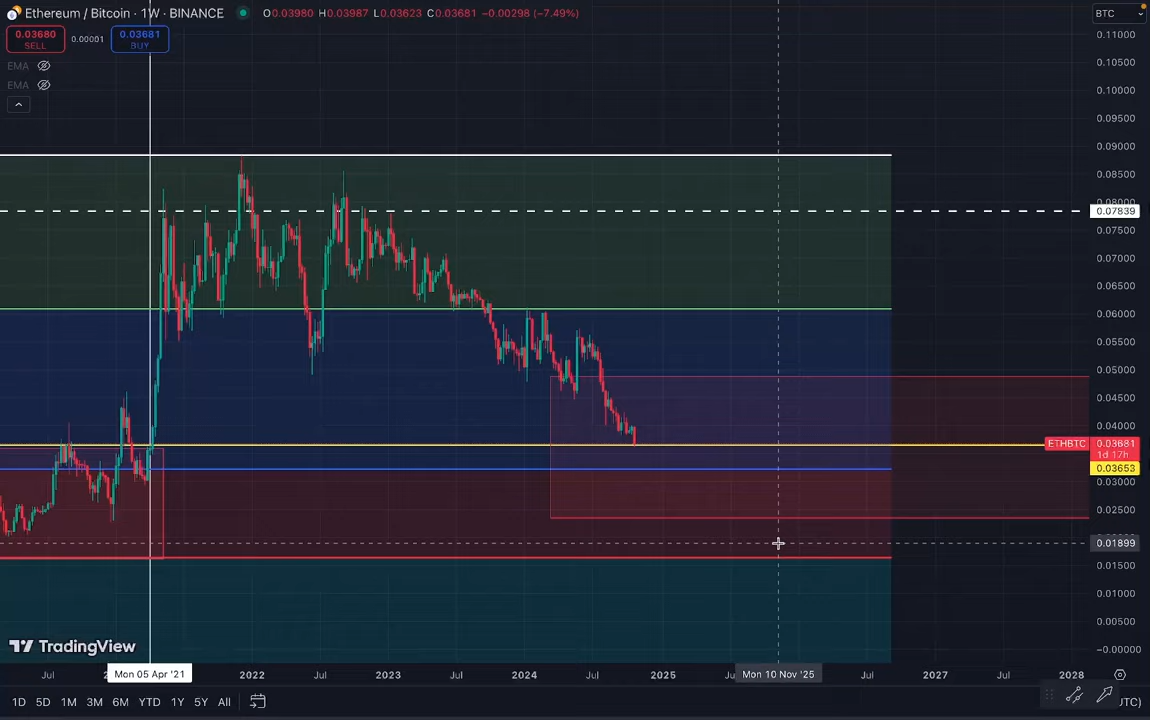 Ethereum / Bitcoin · 1W · BINANCE O0.03980 H0.03987 L0.03623 C0.03681 −0.00298 (−7.49%)
BTC
0.03680
SELL
0.00001
0.03681
BUY
EMA
EMA
0.11000
0.10500
0.10000
0.09500
0.09000
0.08500
0.08000
0.07839
0.07500
0.07000
0.06500
0.06000
0.05500
0.05000
0.04500
0.04000
ETHBTC 0.03681
1d 17h
0.03653
0.03000
0.02500
0.01899
0.01500
0.01000
0.00500
−0.00000
TradingView
Jul
Mon 05 Apr '21
2022
Jul
2023
Jul
2024
Jul
2025
Mon 10 Nov '25
Jul
2027
Jul
2028
1D 5D 1M 3M 6M YTD 1Y 5Y All
UTC)